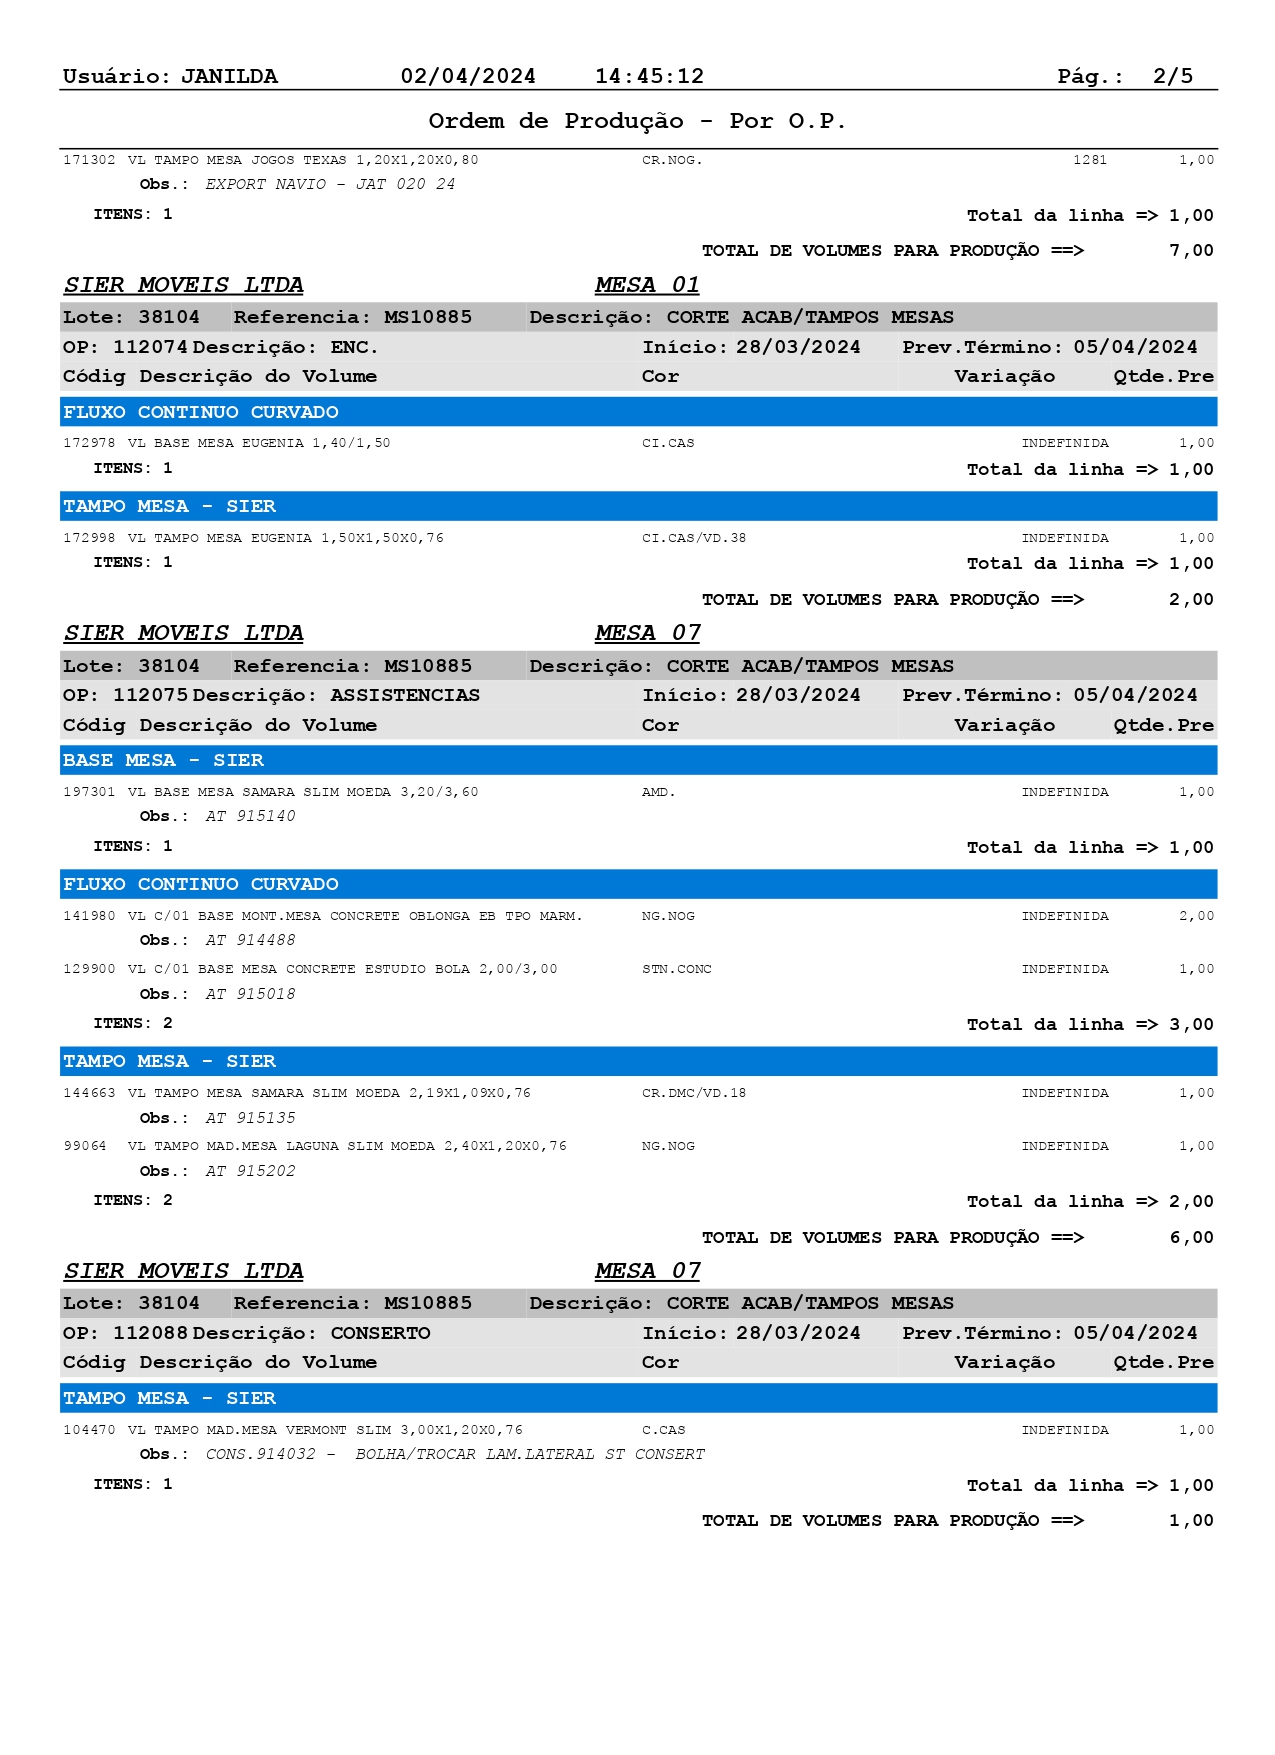 Usuário: JANILDA 02/04/2024 14:45:12 Pág.: 2/5
Ordem de Produção - Por O.P.
171302 VL TAMPO MESA JOGOS TEXAS 1,20X1,20X0,80 CR.NOG. 1281 1,00
Obs.: EXPORT NAVIO - JAT 020 24
ITENS: 1 Total da linha => 1,00
TOTAL DE VOLUMES PARA PRODUÇÃO ==> 7,00
SIER MOVEIS LTDA MESA 01
Lote: 38104 Referencia: MS10885 Descrição: CORTE ACAB/TAMPOS MESAS
OP: 112074 Descrição: ENC. Início: 28/03/2024 Prev.Término: 05/04/2024
Códig Descrição do Volume Cor Variação Qtde.Pre
FLUXO CONTINUO CURVADO
172978 VL BASE MESA EUGENIA 1,40/1,50 CI.CAS INDEFINIDA 1,00
ITENS: 1 Total da linha => 1,00
TAMPO MESA - SIER
172998 VL TAMPO MESA EUGENIA 1,50X1,50X0,76 CI.CAS/VD.38 INDEFINIDA 1,00
ITENS: 1 Total da linha => 1,00
TOTAL DE VOLUMES PARA PRODUÇÃO ==> 2,00
SIER MOVEIS LTDA MESA 07
Lote: 38104 Referencia: MS10885 Descrição: CORTE ACAB/TAMPOS MESAS
OP: 112075 Descrição: ASSISTENCIAS Início: 28/03/2024 Prev.Término: 05/04/2024
Códig Descrição do Volume Cor Variação Qtde.Pre
BASE MESA - SIER
197301 VL BASE MESA SAMARA SLIM MOEDA 3,20/3,60 AMD. INDEFINIDA 1,00
Obs.: AT 915140
ITENS: 1 Total da linha => 1,00
FLUXO CONTINUO CURVADO
141980 VL C/01 BASE MONT.MESA CONCRETE OBLONGA EB TPO MARM. NG.NOG INDEFINIDA 2,00
Obs.: AT 914488
129900 VL C/01 BASE MESA CONCRETE ESTUDIO BOLA 2,00/3,00 STN.CONC INDEFINIDA 1,00
Obs.: AT 915018
ITENS: 2 Total da linha => 3,00
TAMPO MESA - SIER
144663 VL TAMPO MESA SAMARA SLIM MOEDA 2,19X1,09X0,76 CR.DMC/VD.18 INDEFINIDA 1,00
Obs.: AT 915135
99064 VL TAMPO MAD.MESA LAGUNA SLIM MOEDA 2,40X1,20X0,76 NG.NOG INDEFINIDA 1,00
Obs.: AT 915202
ITENS: 2 Total da linha => 2,00
TOTAL DE VOLUMES PARA PRODUÇÃO ==> 6,00
SIER MOVEIS LTDA MESA 07
Lote: 38104 Referencia: MS10885 Descrição: CORTE ACAB/TAMPOS MESAS
OP: 112088 Descrição: CONSERTO Início: 28/03/2024 Prev.Término: 05/04/2024
Códig Descrição do Volume Cor Variação Qtde.Pre
TAMPO MESA - SIER
104470 VL TAMPO MAD.MESA VERMONT SLIM 3,00X1,20X0,76 C.CAS INDEFINIDA 1,00
Obs.: CONS.914032 - BOLHA/TROCAR LAM.LATERAL ST CONSERT
ITENS: 1 Total da linha => 1,00
TOTAL DE VOLUMES PARA PRODUÇÃO ==> 1,00